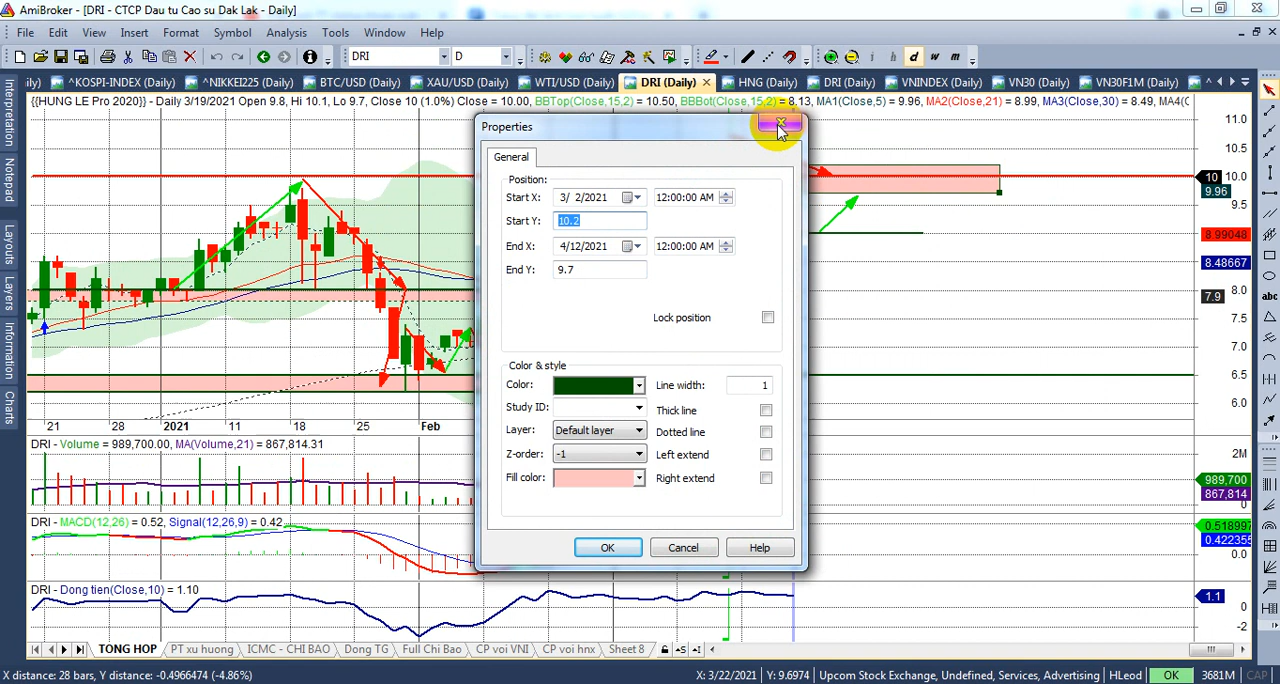 AmiBroker - [DRI - CTCP Dau tu Cao su Dak Lak - Daily]
File Edit View Insert Format Symbol Analysis Tools Window Help
DRI D i h d w m
ily) ^KOSPI-INDEX (Daily) ^NIKKEI225 (Daily) BTC/USD (Daily) XAU/USD (Daily) WTI/USD (Daily) DRI (Daily) HNG (Daily) DRI (Daily) VNINDEX (Daily) VN30 (Daily) VN30F1M (Daily)
{{HUNG LE Pro 2020}} - Daily 3/19/2021 Open 9.8, Hi 10.1, Lo 9.7, Close 10 (1.0%) Close = 10.00, BBTop(Close,15,2) = 10.50, BBBot(Close,15,2) = 8.13, MA1(Close,5) = 9.96, MA2(Close,21) = 8.99, MA3(Close,30) = 8.49, MA4(C
Interpretation
Notepad
Layouts
Layers
Information
Charts
Properties
General
Position:
Start X: 3/ 2/2021 12:00:00 AM
Start Y: 10.2
End X: 4/12/2021 12:00:00 AM
End Y: 9.7
Lock position
Color & style
Color: Line width: 1
Study ID: Thick line
Layer: Default layer Dotted line
Z-order: -1 Left extend
Fill color: Right extend
OK Cancel Help
11.0
10.5
10 10.0
9.96
9.5
8.99048
8.48667
8.0
7.9
7.5
7.0
6.5
6.0
abc
21 28 2021 11 18 25 Feb
DRI - Volume = 989,700.00, MA(Volume,21) = 867,814.31
2M
989,700
867,814
0
DRI - MACD(12,26) = 0.52, Signal(12,26,9) = 0.42
0.518997
0.422355
0.0
DRI - Dong tien(Close,10) = 1.10
1.1
0
-2
TONG HOP PT xu huong ICMC - CHI BAO Dong TG Full Chi Bao CP voi VNI CP voi hnx Sheet 8
X distance: 28 bars, Y distance: -0.4966474 (-4.86%) X: 3/22/2021 Y: 9.6974 Upcom Stock Exchange, Undefined, Services, Advertising HLeod OK 3681M CAP